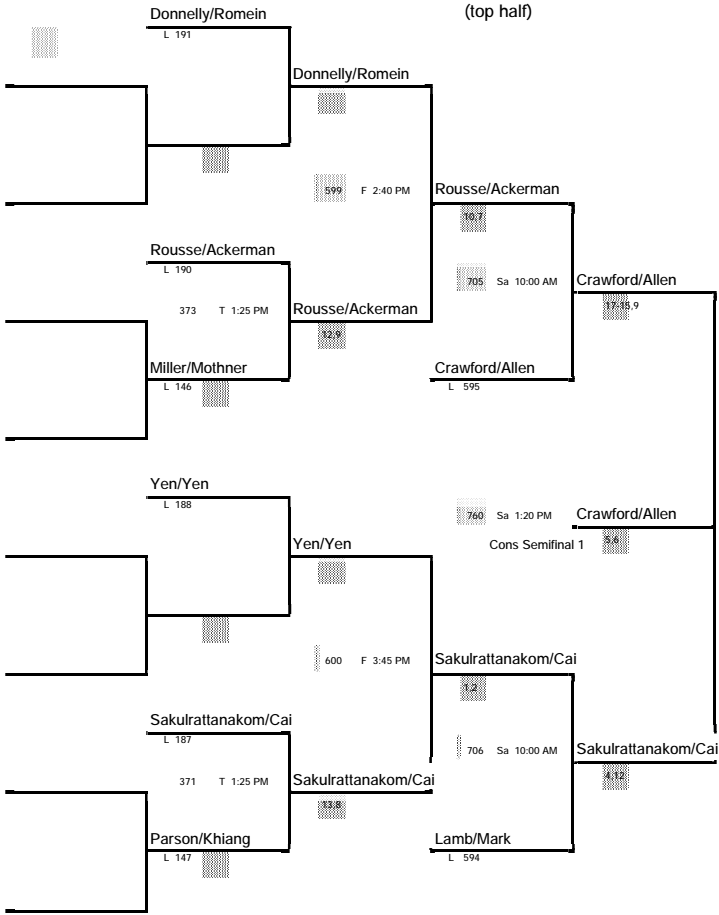 (top half)
Donnelly/Romein
L 191
Donnelly/Romein
599 F 2:40 PM
Rousse/Ackerman
10,7
Rousse/Ackerman
L 190
705 Sa 10:00 AM
Crawford/Allen
17-15,9
373 T 1:25 PM
Rousse/Ackerman
12,9
Miller/Mothner
L 146
Crawford/Allen
L 595
Yen/Yen
L 188
760 Sa 1:20 PM
Crawford/Allen
5,6
Cons Semifinal 1
Yen/Yen
600 F 3:45 PM
Sakulrattanakom/Cai
1,2
Sakulrattanakom/Cai
L 187
706 Sa 10:00 AM
Sakulrattanakom/Cai
4,12
371 T 1:25 PM
Sakulrattanakom/Cai
13,8
Parson/Khiang
L 147
Lamb/Mark
L 594